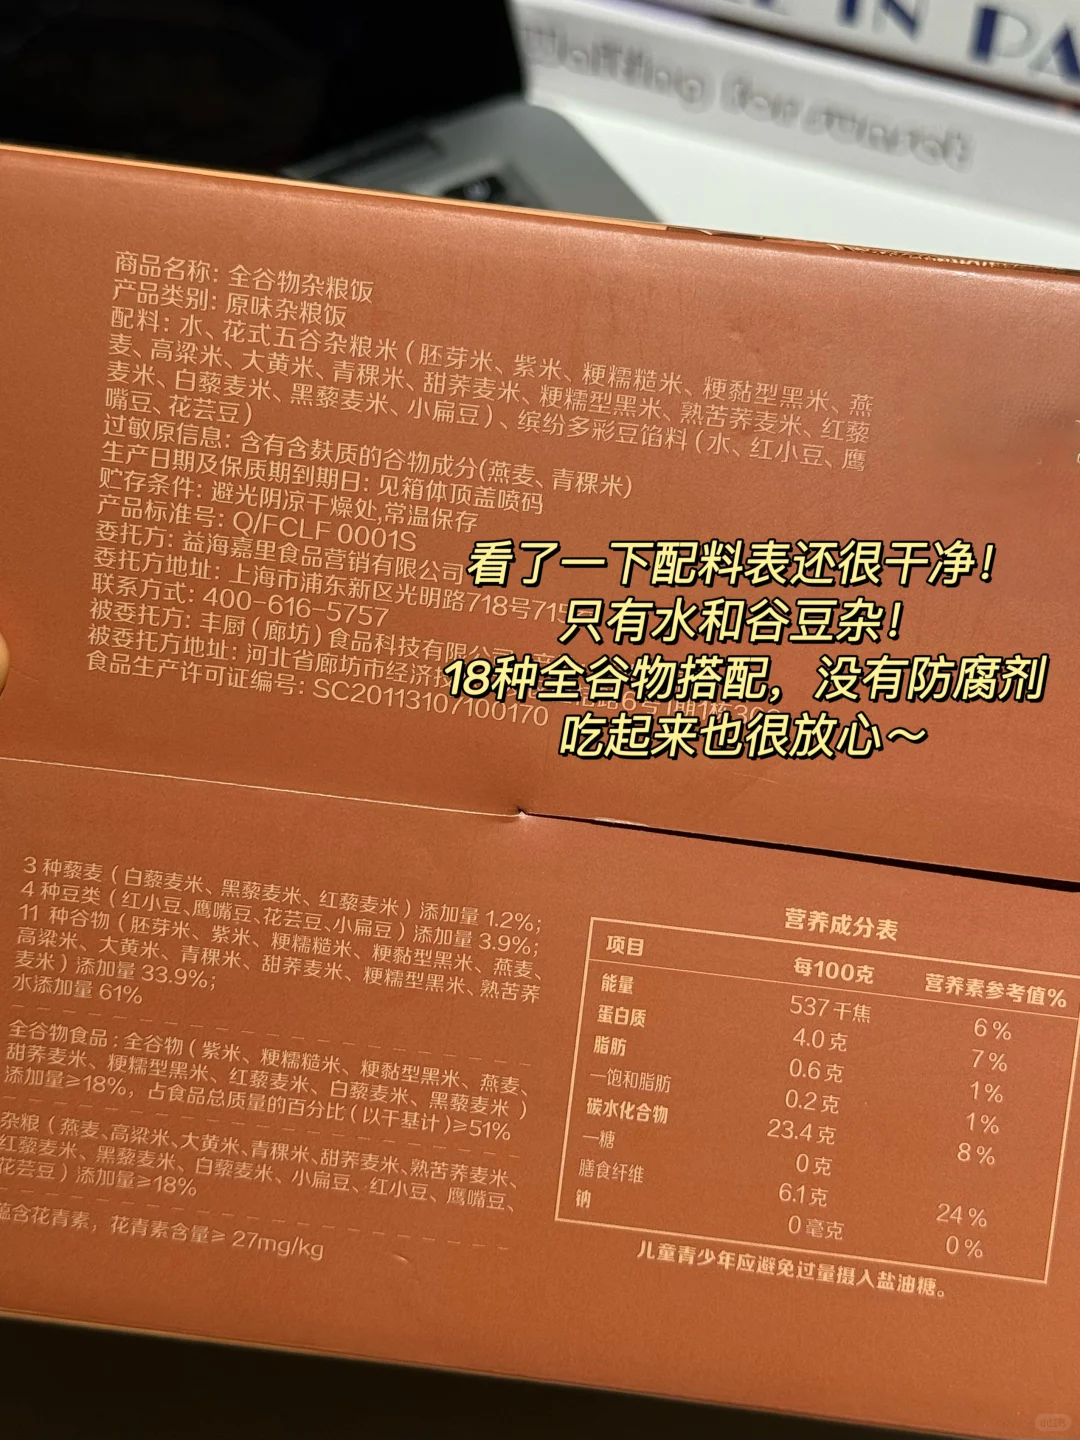 IN PA
Waiting for sunset
商品名称: 全谷物杂粮饭
产品类别: 原味杂粮饭
配料: 水、花式五谷杂粮米（胚芽米、紫米、粳糯糙米、粳黏型黑米、燕
麦、高粱米、大黄米、青稞米、甜荞麦米、粳糯型黑米、熟苦荞麦米、红藜
麦米、白藜麦米、黑藜麦米、小扁豆）、缤纷多彩豆馅料（水、红小豆、鹰
嘴豆、花芸豆）
过敏原信息: 含有含麸质的谷物成分(燕麦、青稞米)
生产日期及保质期到期日: 见箱体顶盖喷码
贮存条件: 避光阴凉干燥处,常温保存
产品标准号: Q/FCLF 0001S
委托方: 益海嘉里食品营销有限公司
委托方地址: 上海市浦东新区光明路718号715
联系方式: 400-616-5757
被委托方: 丰厨（廊坊）食品科技有限公
被委托方地址: 河北省廊坊市经济技 路6号1期1栋
食品生产许可证编号: SC20113107100170
看了一下配料表还很干净!
只有水和谷豆杂!
18种全谷物搭配，没有防腐剂
吃起来也很放心～
3 种藜麦（白藜麦米、黑藜麦米、红藜麦米）添加量 1.2%;
4 种豆类（红小豆、鹰嘴豆、花芸豆、小扁豆）添加量 3.9%;
11 种谷物（胚芽米、紫米、粳糯糙米、粳黏型黑米、燕麦、
高粱米、大黄米、青稞米、甜荞麦米、粳糯型黑米、熟苦荞
麦米）添加量 33.9%;
水添加量 61%
全谷物食品: 全谷物（紫米、粳糯糙米、粳黏型黑米、燕麦、
甜荞麦米、粳糯型黑米、红藜麦米、白藜麦米、黑藜麦米 ）
添加量≥18%，占食品总质量的百分比（以干基计）≥51%
杂粮（燕麦、高粱米、大黄米、青稞米、甜荞麦米、熟苦荞麦米、
红藜麦米、黑藜麦米、白藜麦米、小扁豆、红小豆、鹰嘴豆、
花芸豆）添加量≥18%
蕴含花青素，花青素含量≥ 27mg/kg
营养成分表
项目 每100克 营养素参考值%
能量 537千焦 6%
蛋白质 4.0克 7%
脂肪 0.6克 1%
—饱和脂肪 0.2克 1%
碳水化合物 23.4克 8%
—糖 0克
膳食纤维 6.1克 24%
钠 0毫克 0%
儿童青少年应避免过量摄入盐油糖。
小红书